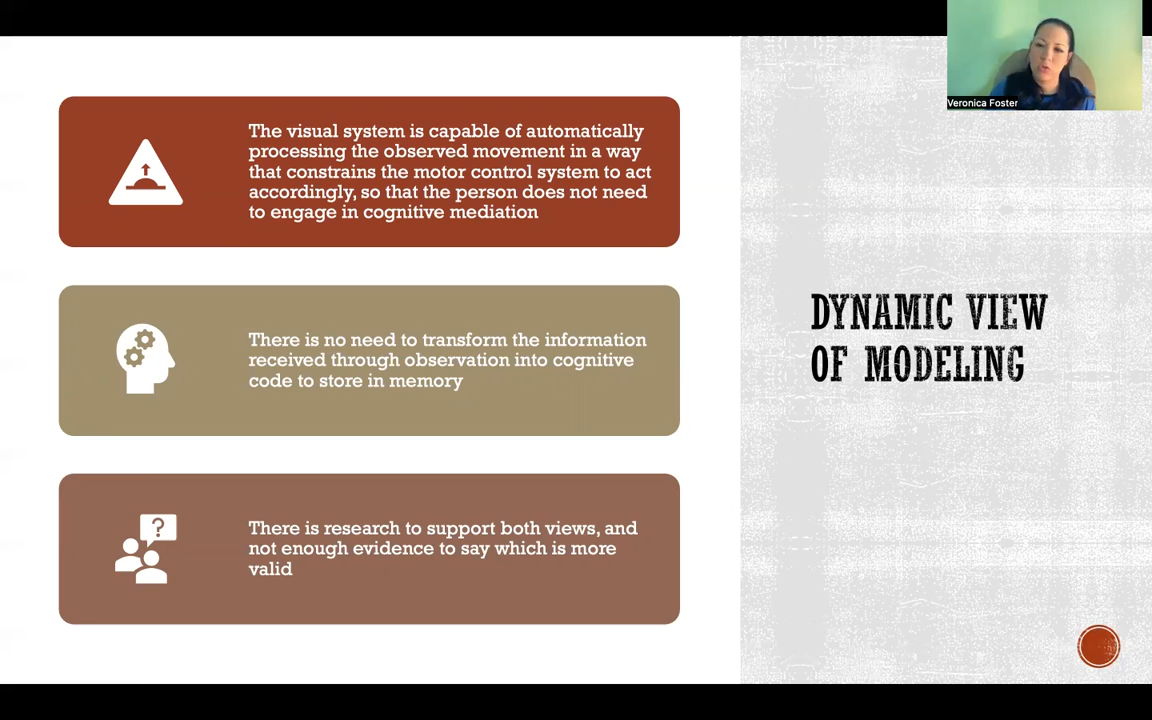 Veronica Foster
The visual system is capable of automatically
processing the observed movement in a way
that constrains the motor control system to act
accordingly, so that the person does not need
to engage in cognitive mediation
There is no need to transform the information
received through observation into cognitive
code to store in memory
?
There is research to support both views, and
not enough evidence to say which is more
valid
DYNAMIC VIEW
OF MODELING